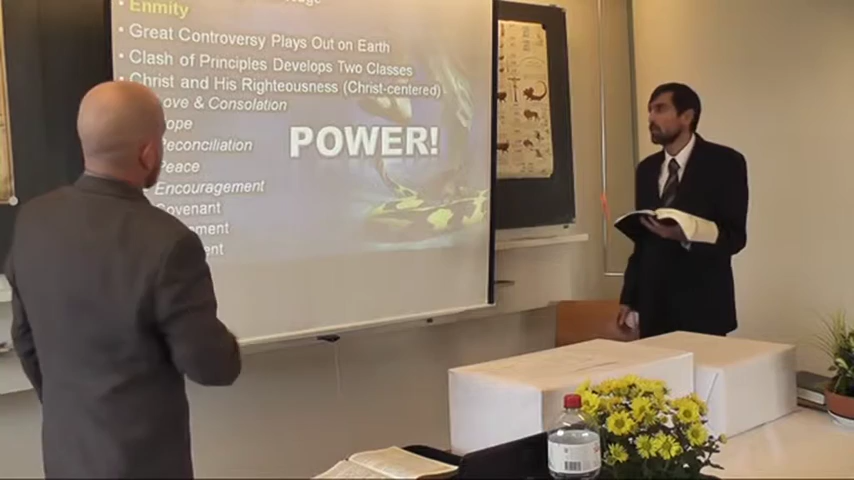 • Enmity
• Great Controversy Plays Out on Earth
• Clash of Principles Develops Two Classes
Christ and His Righteousness (Christ-centered)
& Consolation
Reconciliation
Peace
Encouragement
Covenant
POWER!